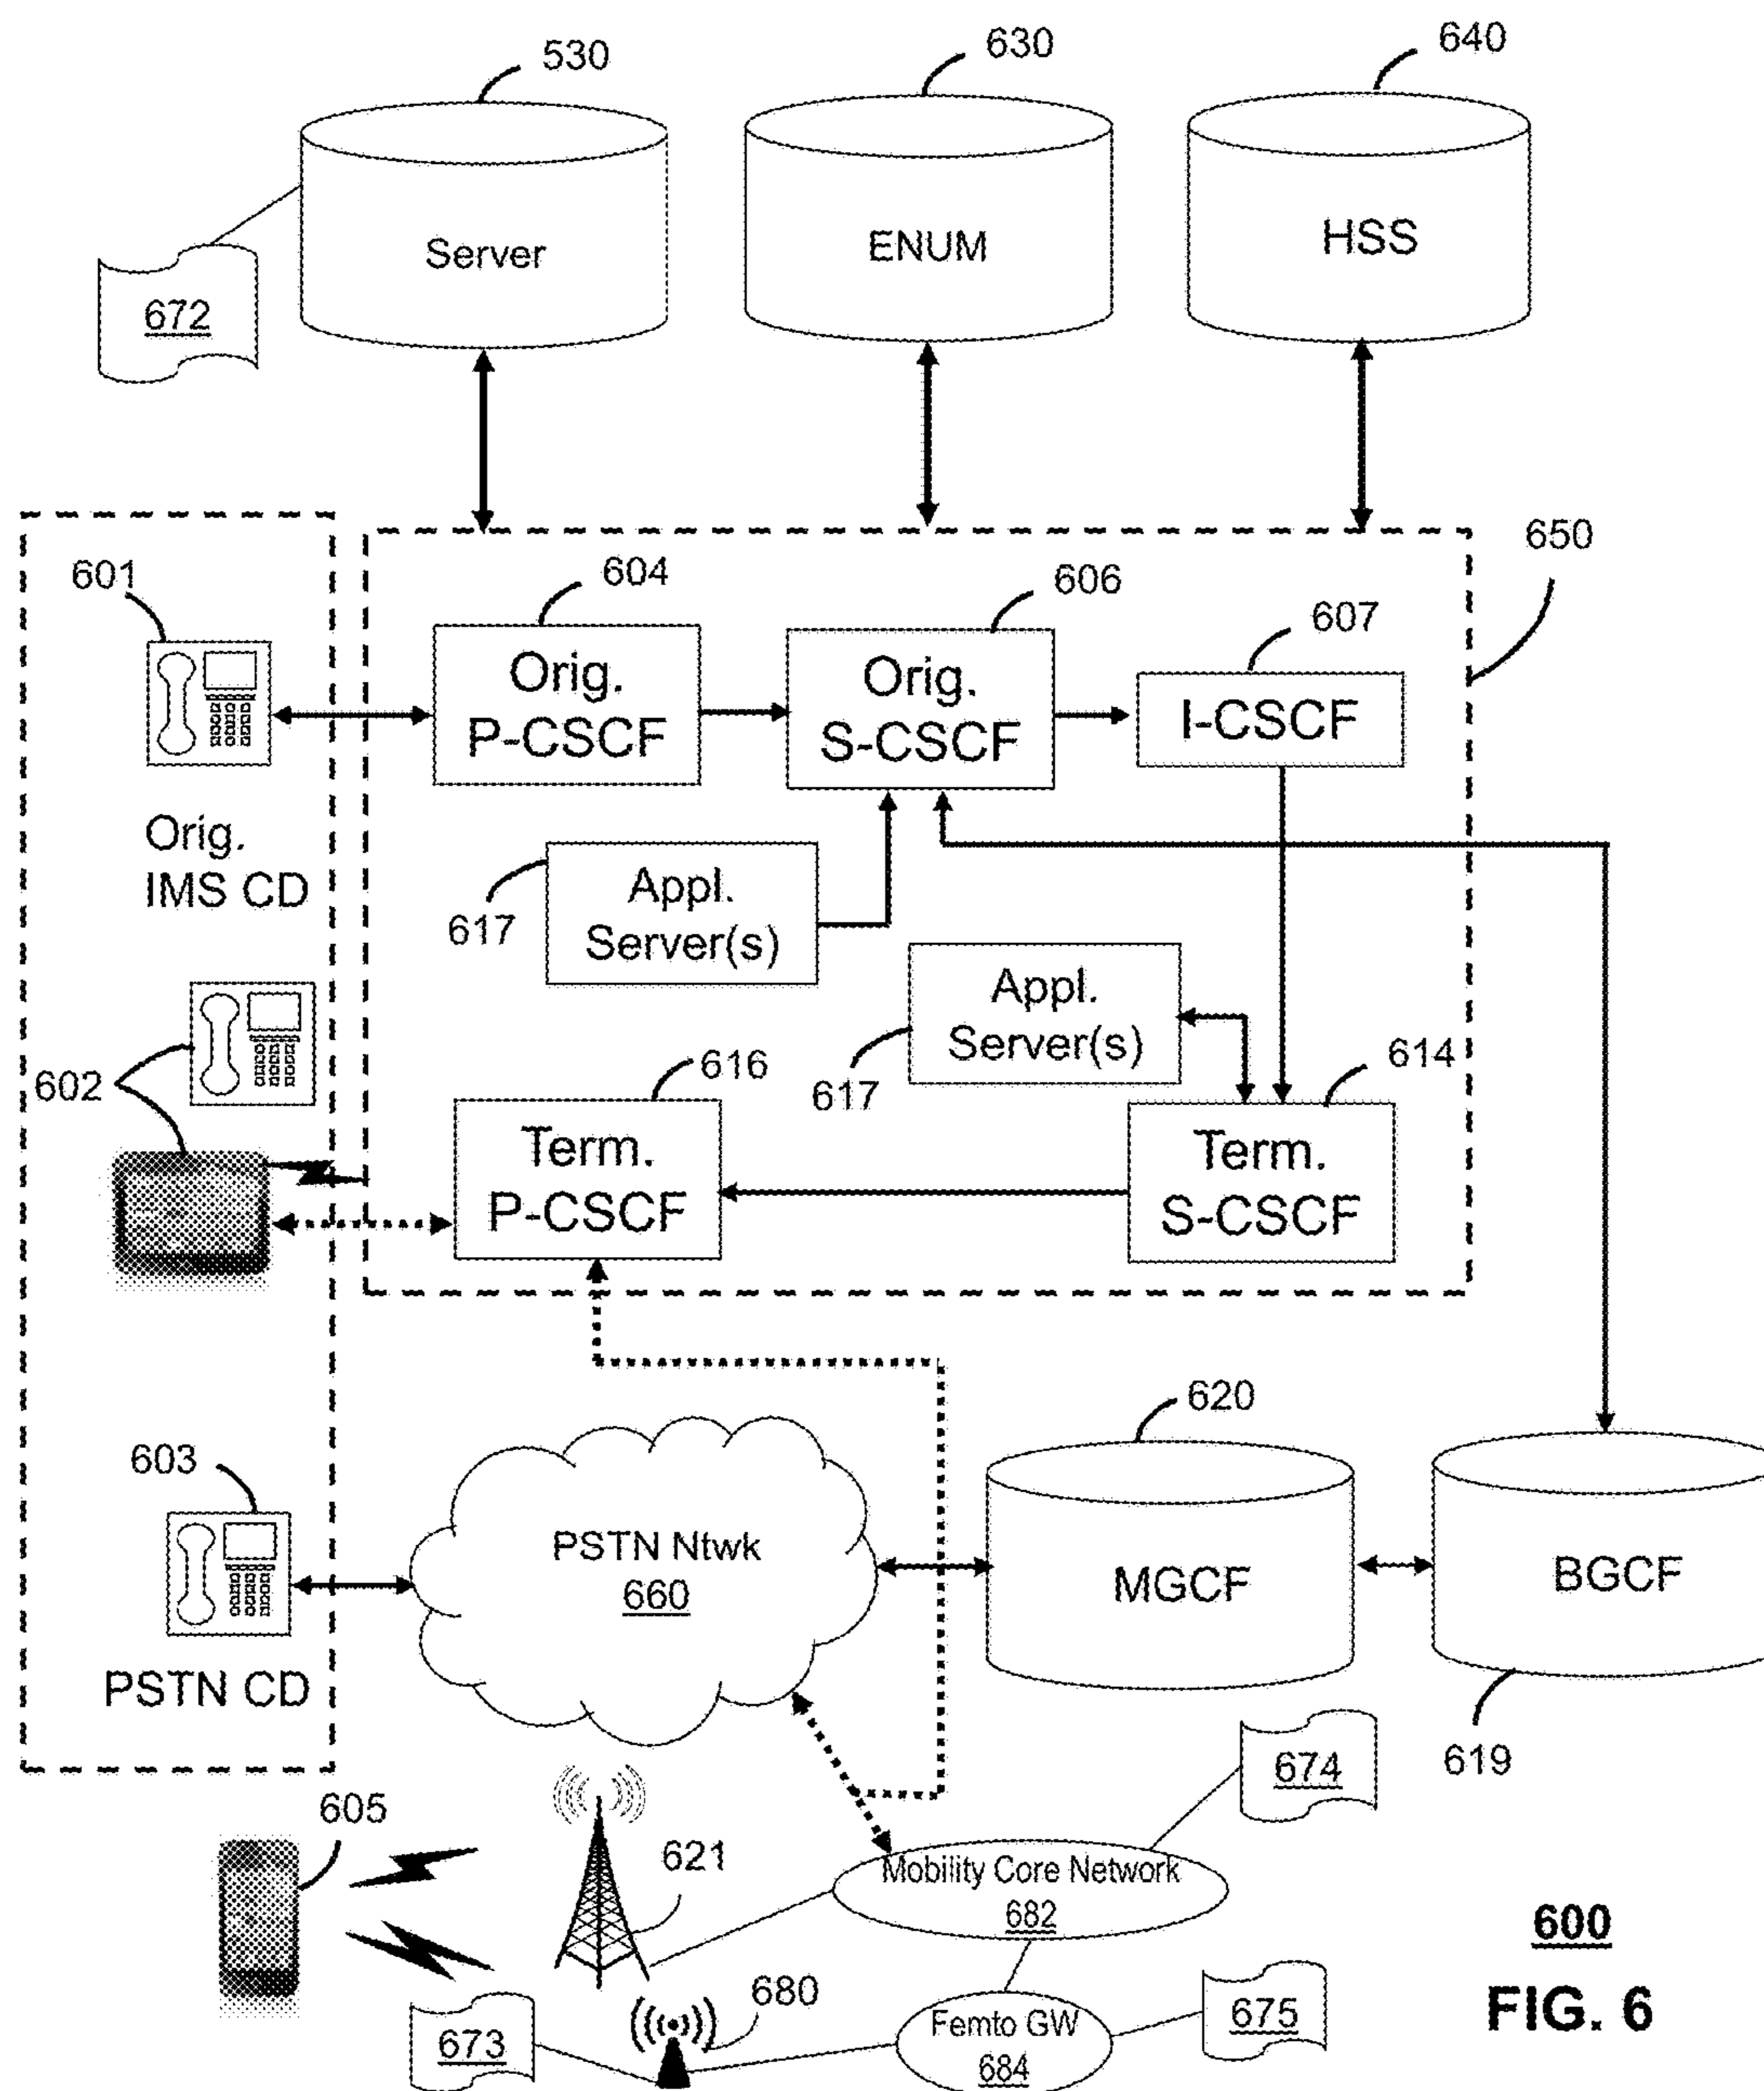 530
630
640
Server
ENUM
HSS
672
650
601
604
606
607
Orig.
P-CSCF
Orig.
S-CSCF
I-CSCF
Orig.
IMS CD
617
Appl.
Server(s)
617
Appl.
Server(s)
602
616
614
Term.
P-CSCF
Term.
S-CSCF
620
603
PSTN Ntwk
660
MGCF
BGCF
PSTN CD
619
674
605
621
Mobility Core Network
682
600
FIG. 6
680
673
Femto GW
684
675